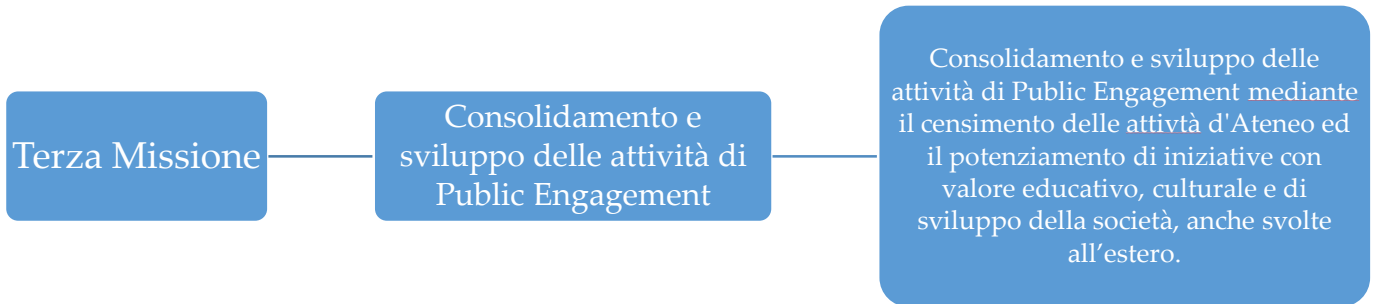 Terza Missione
Consolidamento e
sviluppo delle attività di
Public Engagement
Consolidamento e sviluppo delle
attività di Public Engagement mediante
il censimento delle attivtà d'Ateneo ed
il potenziamento di iniziative con
valore educativo, culturale e di
sviluppo della società, anche svolte
all’estero.